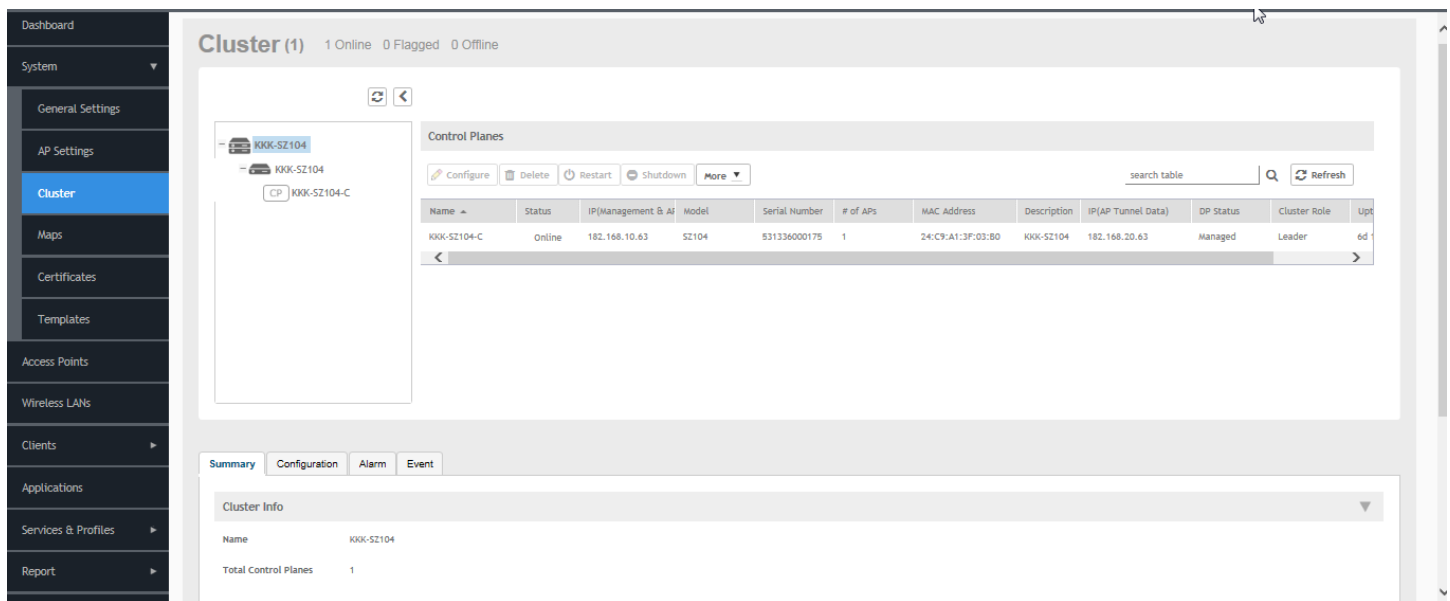 Dashboard
System
General Settings
AP Settings
Cluster
Maps
Certificates
Templates
Access Points
Wireless LANs
Clients
Applications
Services & Profiles
Report
Cluster (1) 1 Online 0 Flagged 0 Offline
KKK-SZ104
KKK-SZ104
CP KKK-SZ104-C
Control Planes
Configure Delete Restart Shutdown More search table Refresh
Name Status IP(Management & AP Model Serial Number # of APs MAC Address Description IP(AP Tunnel Data) DP Status Cluster Role Upt
KKK-SZ104-C Online 182.168.10.63 SZ104 531336000175 1 24:C9:A1:3F:03:B0 KKK-SZ104 182.168.20.63 Managed Leader 6d 1
Summary Configuration Alarm Event
Cluster Info
Name KKK-SZ104
Total Control Planes 1